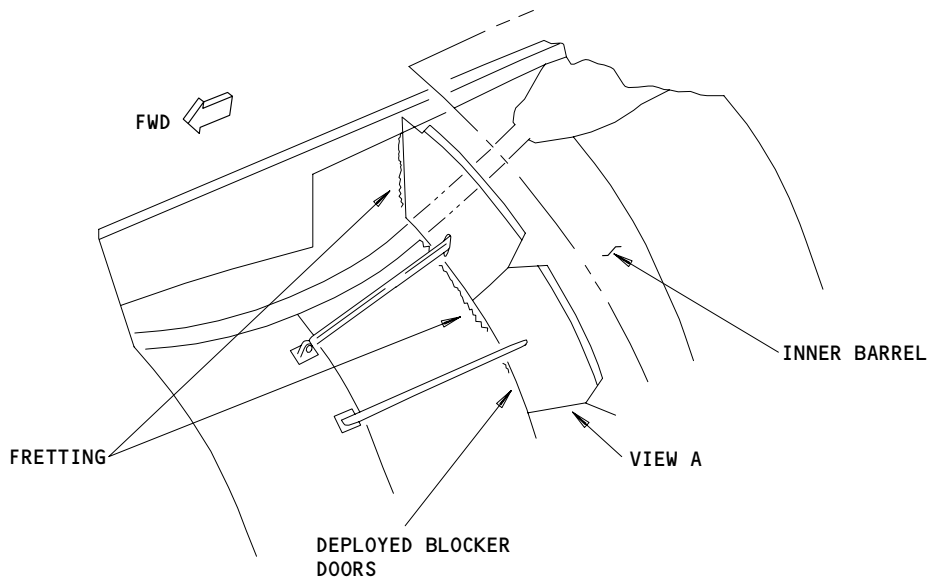 FWD
INNER BARREL
FRETTING
VIEW A
DEPLOYED BLOCKER
DOORS